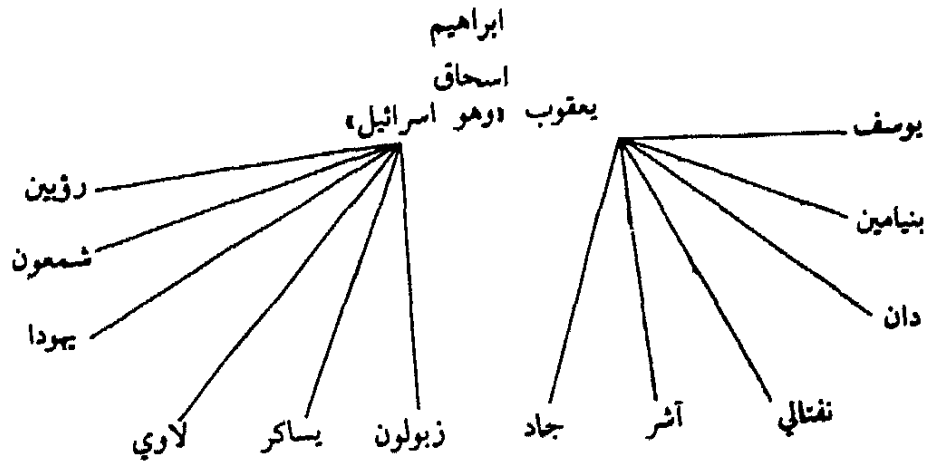 ابراهيم
اسحاق
يعقوب «وهو اسرائيل»
يوسف
بنيامين
دان
نفتالي
آشر
جاد
زبولون
يساكر
لاوي
يهودا
شمعون
رؤبين